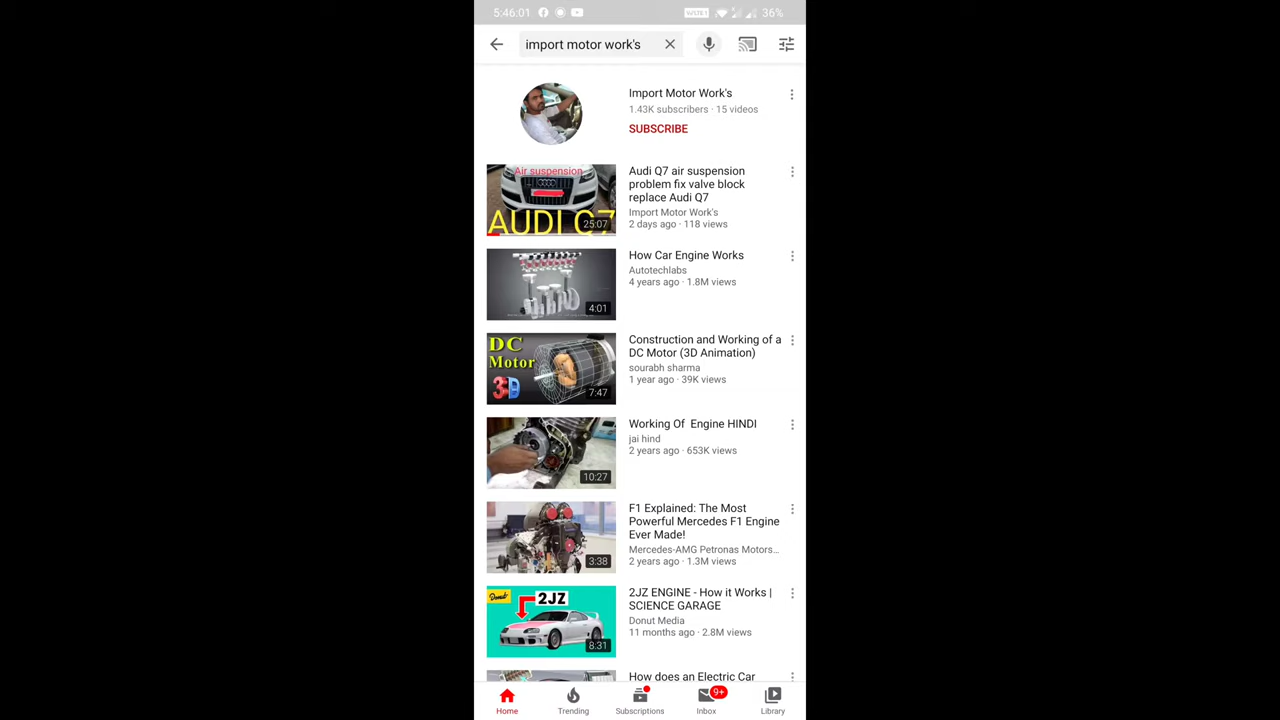 5:46:01
36%
import motor work's
Import Motor Work's
1.43K subscribers · 15 videos
SUBSCRIBE
Air suspension
AUDI Q7
25:07
Audi Q7 air suspension
problem fix valve block
replace Audi Q7
Import Motor Work's
2 days ago · 118 views
4:01
How Car Engine Works
Autotechlabs
4 years ago · 1.8M views
DC
Motor
3D
7:47
Construction and Working of a
DC Motor (3D Animation)
sourabh sharma
1 year ago · 39K views
10:27
Working Of  Engine HINDI
jai hind
2 years ago · 653K views
3:38
F1 Explained: The Most
Powerful Mercedes F1 Engine
Ever Made!
Mercedes-AMG Petronas Motors...
2 years ago · 1.3M views
Donut
2JZ
8:31
2JZ ENGINE - How it Works |
SCIENCE GARAGE
Donut Media
11 months ago · 2.8M views
How does an Electric Car
9+
Home
Trending
Subscriptions
Inbox
Library